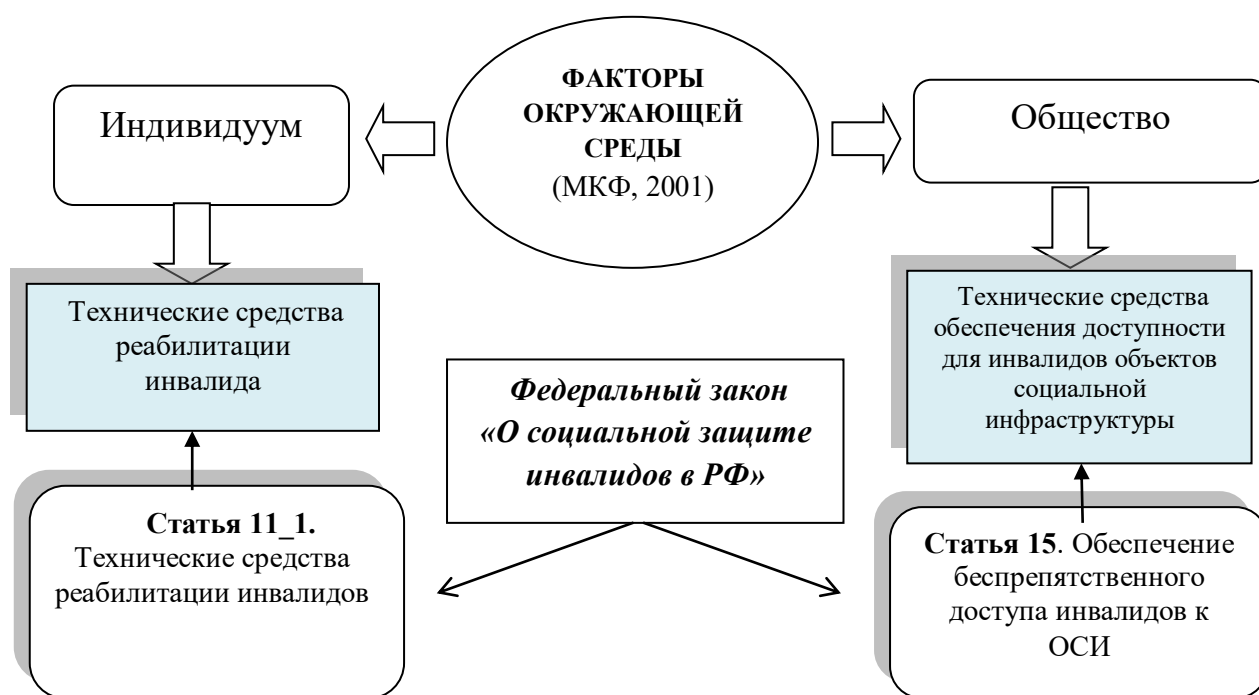 ФАКТОРЫ
ОКРУЖАЮЩЕЙ
СРЕДЫ
(МКФ, 2001)
Индивидуум
Общество
Технические средства
реабилитации
инвалида
Технические средства
обеспечения доступности
для инвалидов объектов
социальной
инфраструктуры
Федеральный закон
«О социальной защите
инвалидов в РФ»
Статья 11_1.
Технические средства
реабилитации инвалидов
Статья 15. Обеспечение
беспрепятственного
доступа инвалидов к
ОСИ